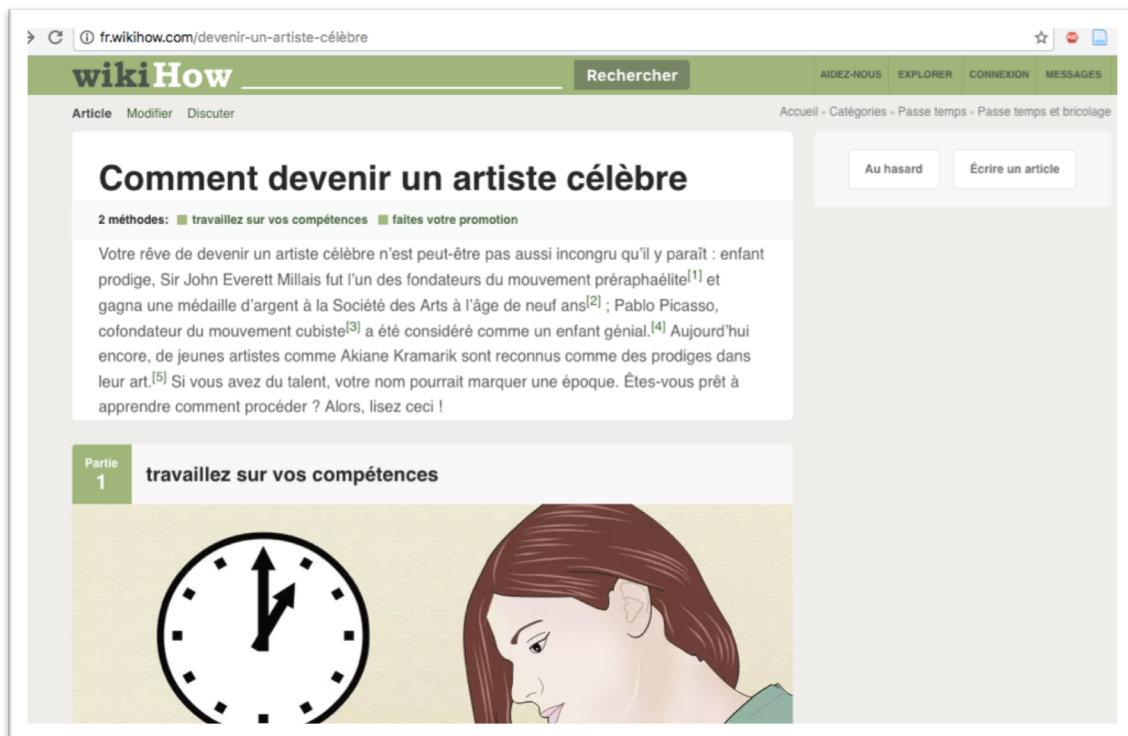 fr.wikihow.com/devenir-un-artiste-célèbre
wikiHow Rechercher AIDEZ-NOUS EXPLORER CONNEXION MESSAGES
Article Modifier Discuter Accueil » Catégories » Passe temps » Passe temps et bricolage
Au hasard Écrire un article
Comment devenir un artiste célèbre
2 méthodes: travaillez sur vos compétences faites votre promotion
Votre rêve de devenir un artiste célèbre n'est peut-être pas aussi incongru qu'il y paraît : enfant
prodige, Sir John Everett Millais fut l'un des fondateurs du mouvement préraphaélite[1] et
gagna une médaille d'argent à la Société des Arts à l'âge de neuf ans[2] ; Pablo Picasso,
cofondateur du mouvement cubiste[3] a été considéré comme un enfant génial.[4] Aujourd'hui
encore, de jeunes artistes comme Akiane Kramarik sont reconnus comme des prodiges dans
leur art.[5] Si vous avez du talent, votre nom pourrait marquer une époque. Êtes-vous prêt à
apprendre comment procéder ? Alors, lisez ceci !
Partie
1
travaillez sur vos compétences